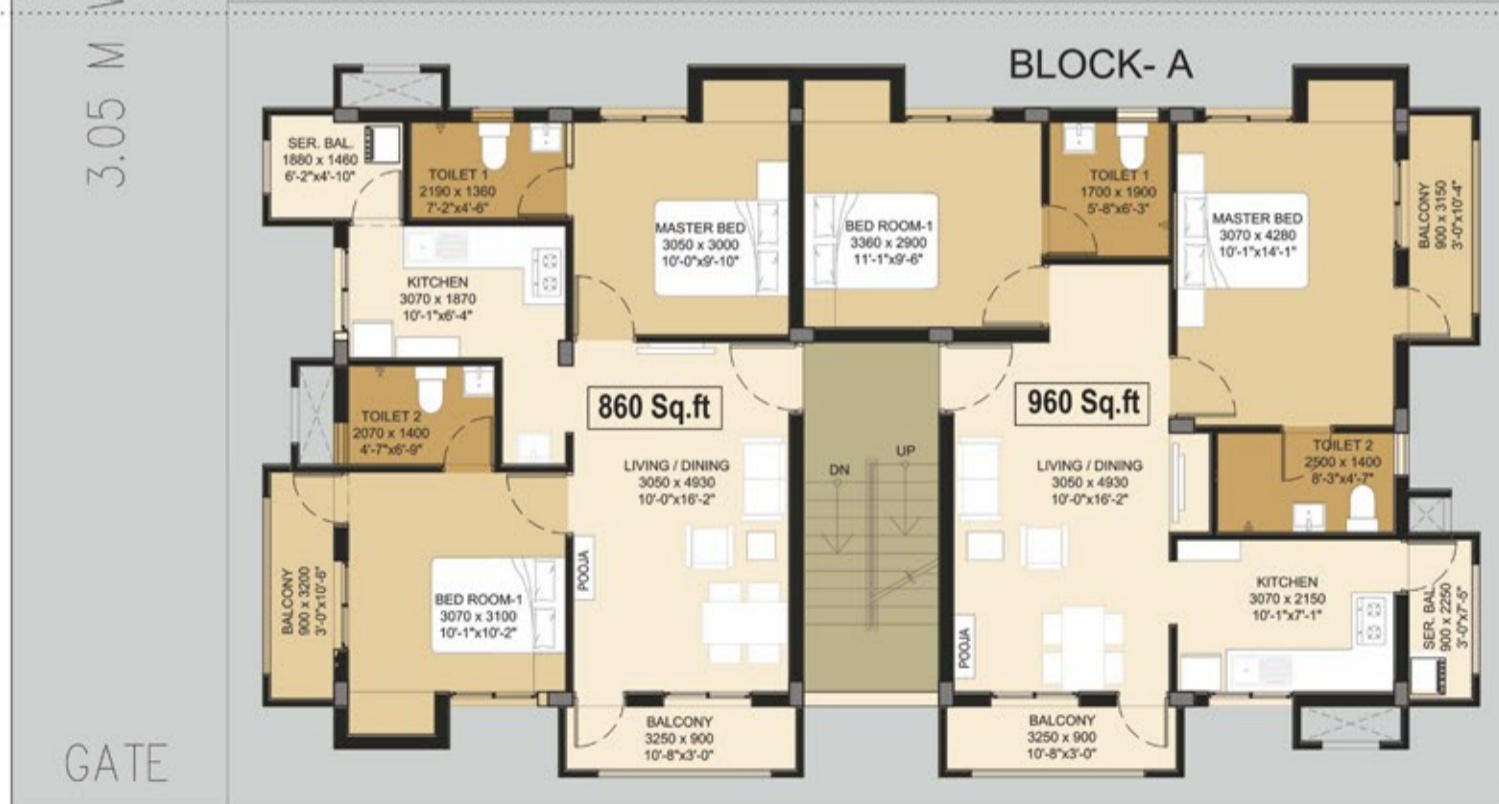 3.05 M
GATE
BLOCK- A
SER. BAL.
1880 x 1460
6'-2"x4'-10"
TOILET 1
2190 x 1360
7'-2"x4'-6"
MASTER BED
3050 x 3000
10'-0"x9'-10"
KITCHEN
3070 x 1870
10'-1"x6'-4"
TOILET 2
2070 x 1400
4'-7"x6'-9"
860 Sq.ft
LIVING / DINING
3050 x 4930
10'-0"x16'-2"
POOJA
BALCONY
900 x 3200
3'-0"x10'-6"
BED ROOM-1
3070 x 3100
10'-1"x10'-2"
BALCONY
3250 x 900
10'-8"x3'-0"
DN
UP
BED ROOM-1
3360 x 2900
11'-1"x9'-6"
TOILET 1
1700 x 1900
5'-8"x6'-3"
MASTER BED
3070 x 4280
10'-1"x14'-1"
BALCONY
900 x 3150
3'-0"x10'-4"
960 Sq.ft
LIVING / DINING
3050 x 4930
10'-0"x16'-2"
TOILET 2
2500 x 1400
8'-3"x4'-7"
POOJA
KITCHEN
3070 x 2150
10'-1"x7'-1"
SER. BAL.
900 x 2250
3'-0"x7'-5"
BALCONY
3250 x 900
10'-8"x3'-0"